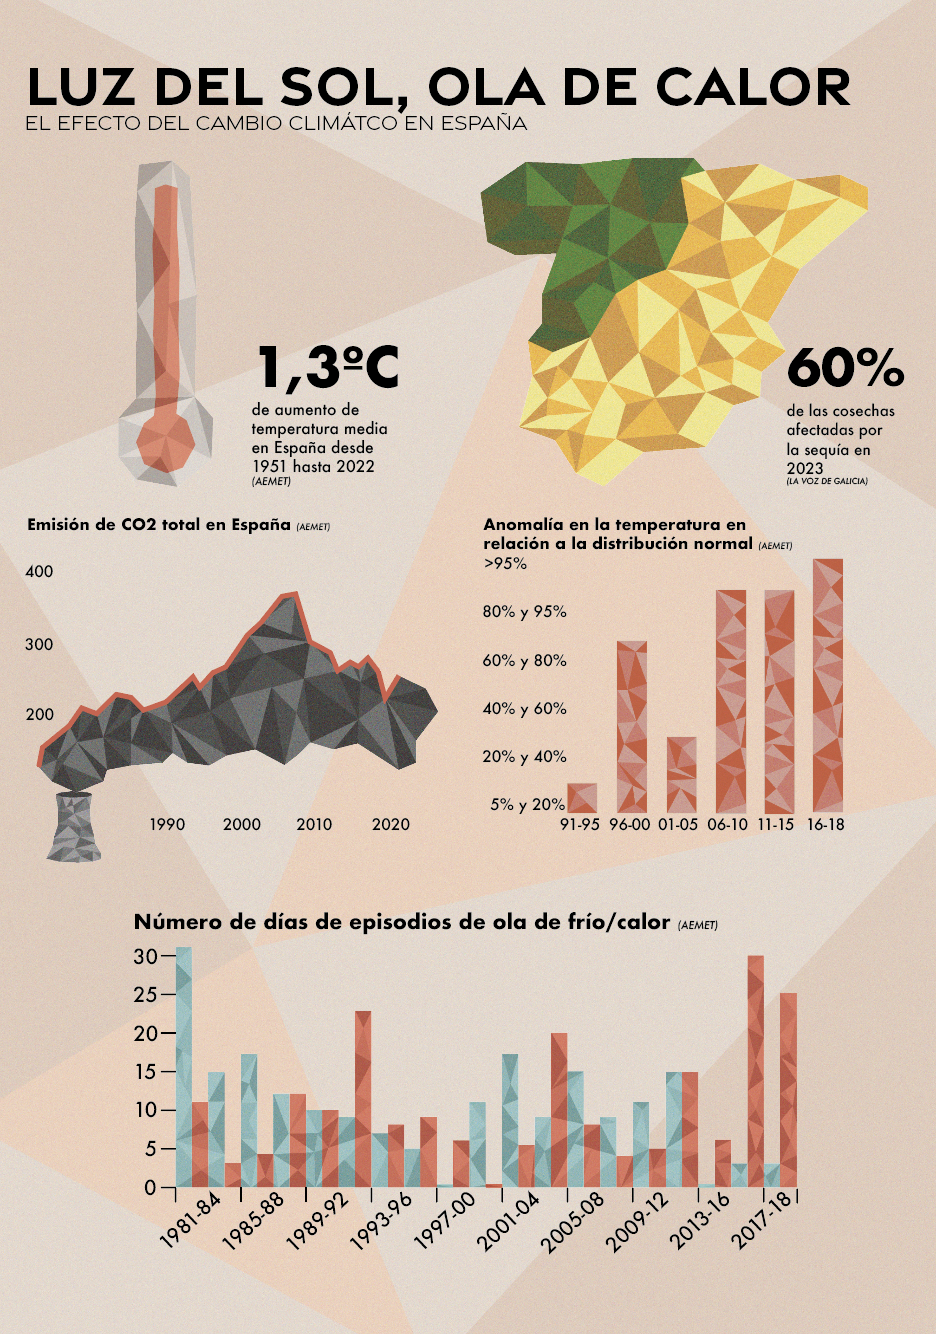 LUZ DEL SOL, OLA DE CALOR
EL EFECTO DEL CAMBIO CLIMÁTCO EN ESPAÑA
1,3ºC
de aumento de
temperatura media
en España desde
1951 hasta 2022
(AEMET)
60%
de las cosechas
afectadas por
la sequía en
2023
(LA VOZ DE GALICIA)
Emisión de CO2 total en España (AEMET)
400
300
200
1990 2000 2010 2020
Anomalía en la temperatura en
relación a la distribución normal (AEMET)
>95%
80% y 95%
60% y 80%
40% y 60%
20% y 40%
5% y 20%
91-95 96-00 01-05 06-10 11-15 16-18
Número de días de episodios de ola de frío/calor (AEMET)
30
25
20
15
10
5
0
1981-84 1985-88 1989-92 1993-96 1997-00 2001-04 2005-08 2009-12 2013-16 2017-18